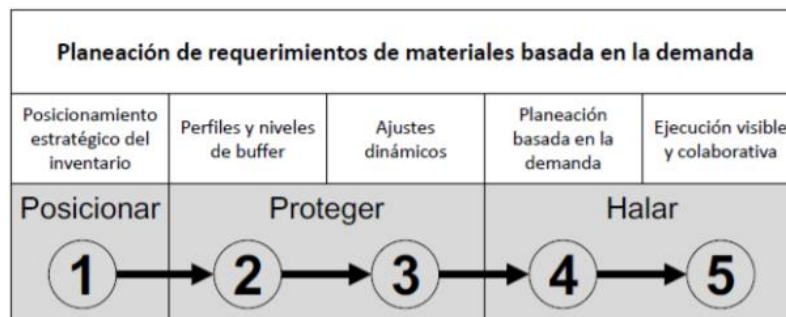 Planeación de requerimientos de materiales basada en la demanda
Posicionamiento
estratégico del
inventario
Perfiles y niveles
de buffer
Ajustes
dinámicos
Planeación
basada en la
demanda
Ejecución visible
y colaborativa
Posicionar
Proteger
Halar
1
2
3
4
5